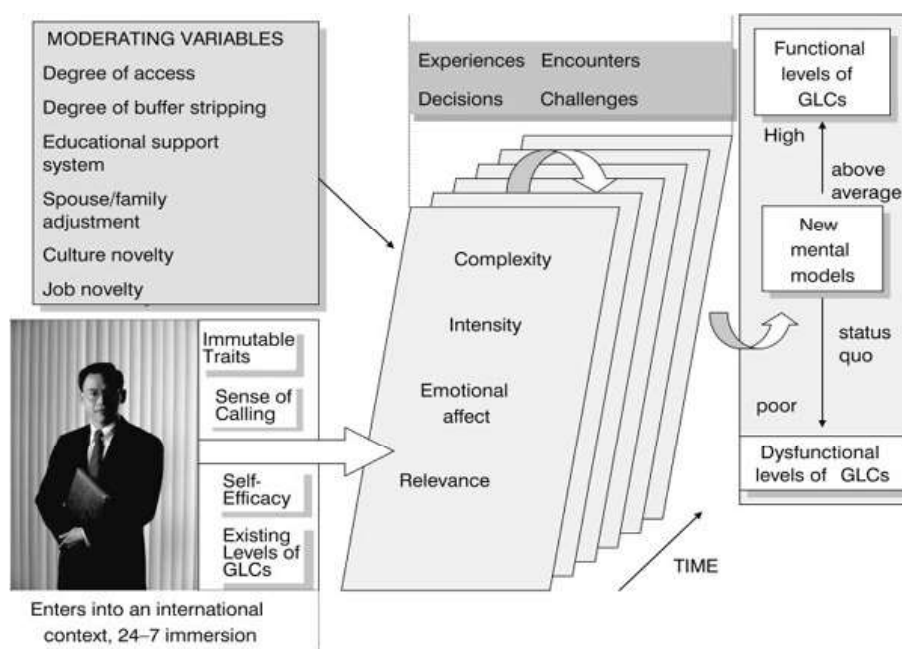 MODERATING VARIABLES
Degree of access
Degree of buffer stripping
Educational support
system
Spouse/family
adjustment
Culture novelty
Job novelty
Immutable
Traits
Sense of
Calling
Self-
Efficacy
Existing
Levels of
GLCs
Enters into an international
context, 24–7 immersion
Experiences Encounters
Decisions Challenges
Complexity
Intensity
Emotional
affect
Relevance
TIME
Functional
levels of
GLCs
High
above
average
New
mental
models
status
quo
poor
Dysfunctional
levels of GLCs